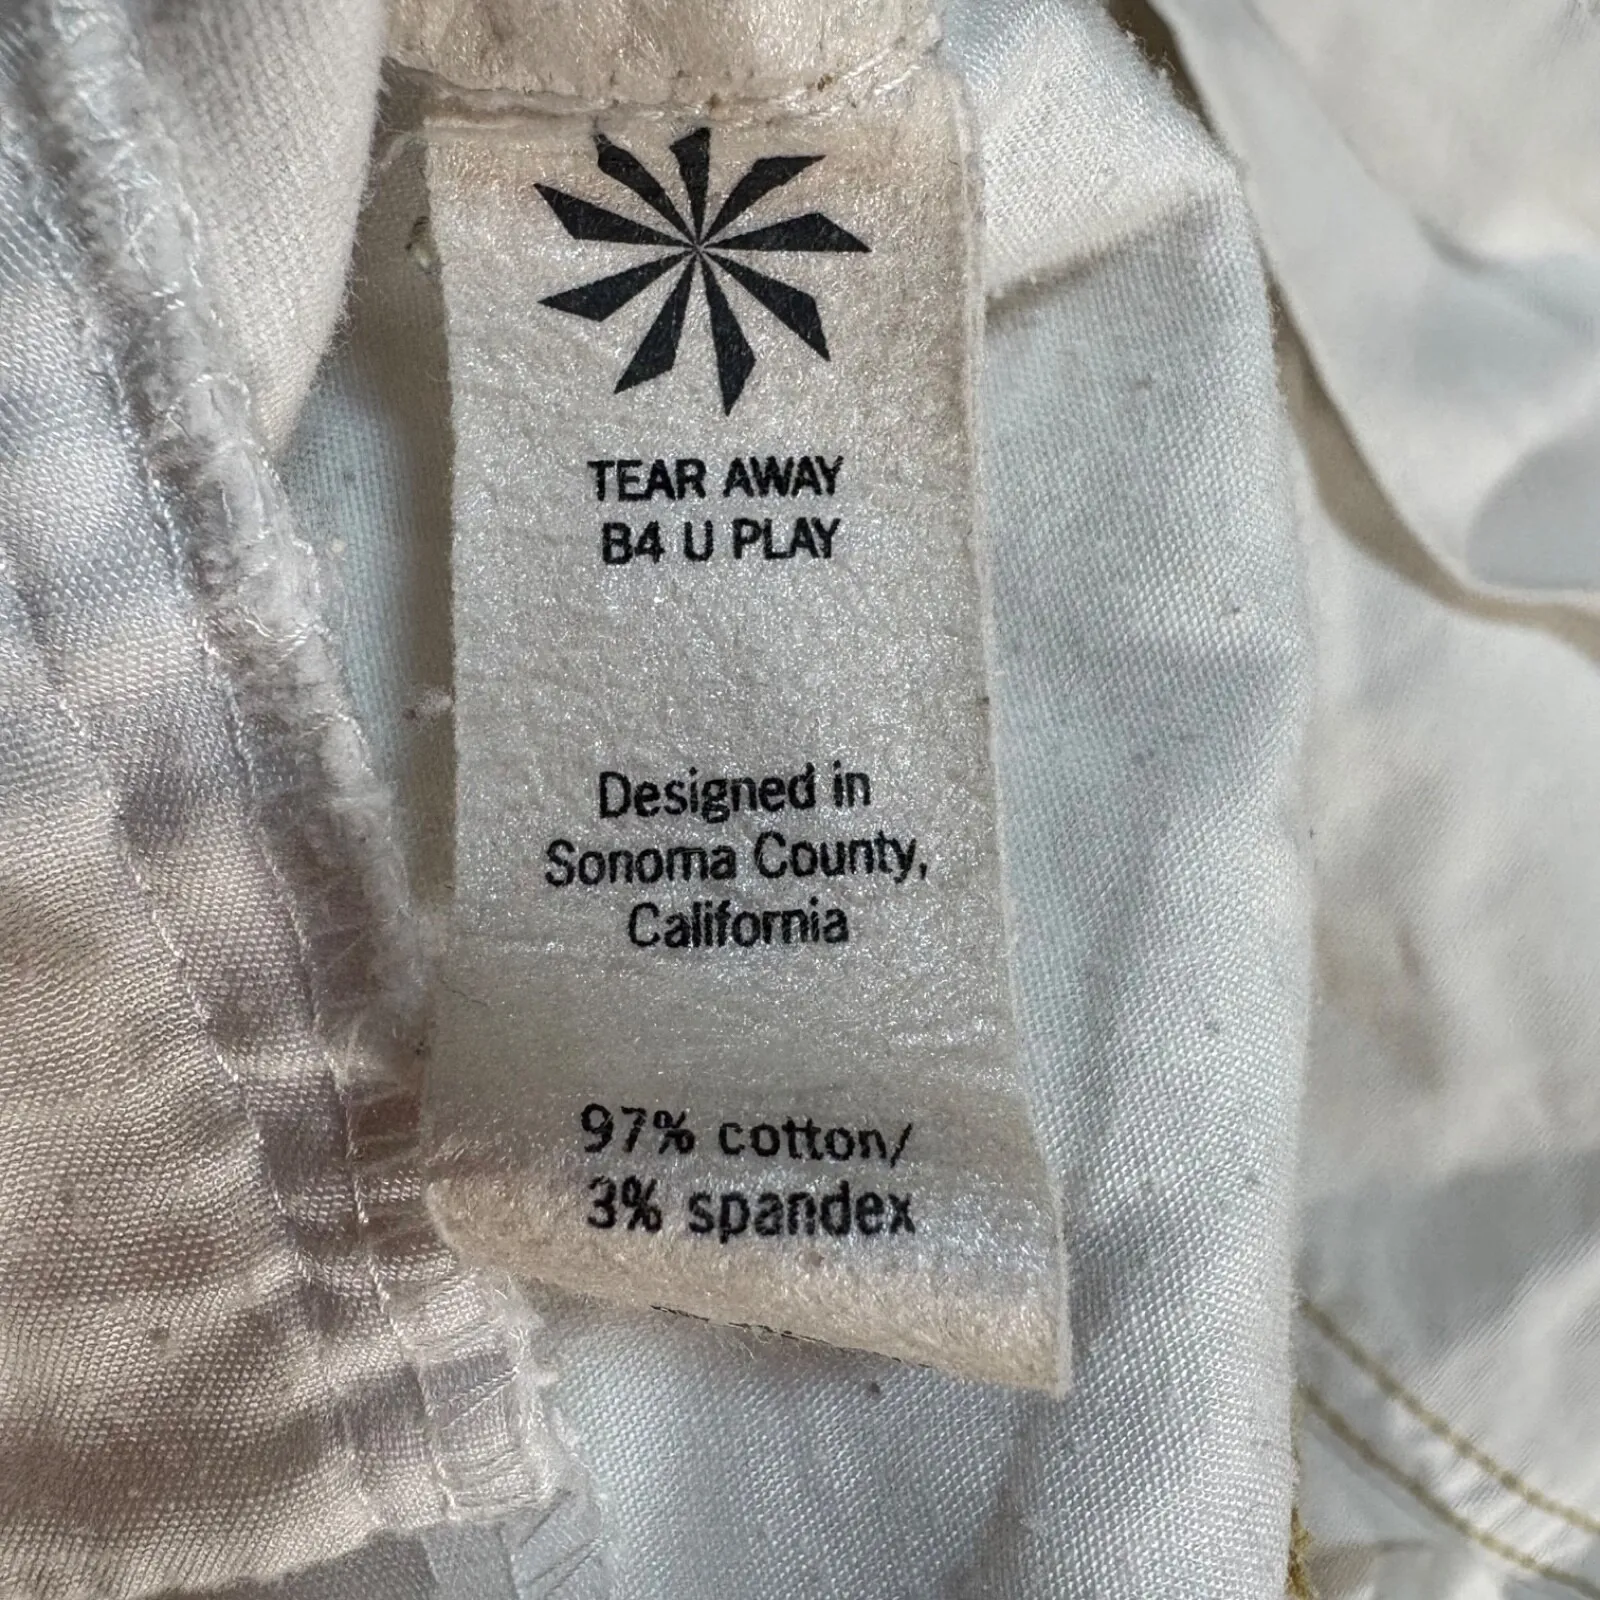 TEAR AWAY
B4 U PLAY
Designed in
Sonoma County,
California
97% cotton/
3% spandex